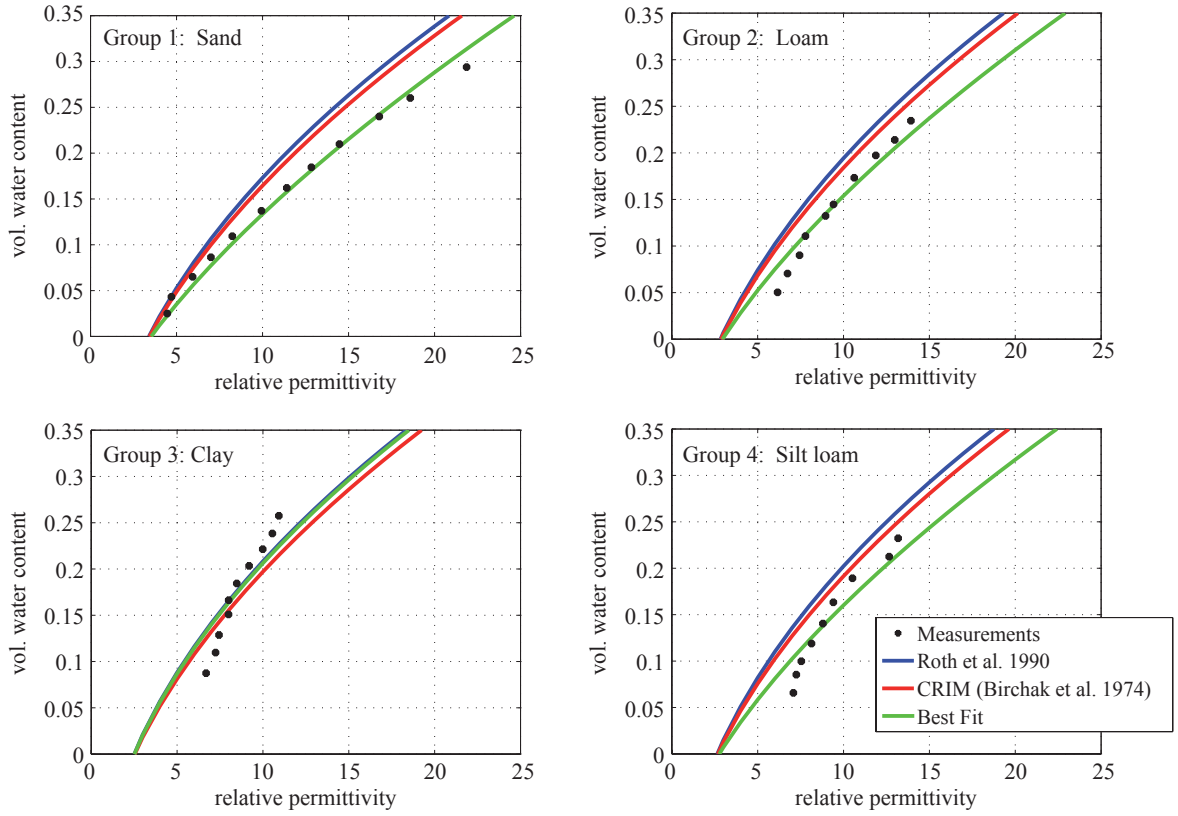 0.35
0.3
0.25
0.2
0.15
0.1
0.05
0
vol. water content
Group 1: Sand
0 5 10 15 20 25
relative permittivity
0.35
0.3
0.25
0.2
0.15
0.1
0.05
0
vol. water content
Group 2: Loam
0 5 10 15 20 25
relative permittivity
0.35
0.3
0.25
0.2
0.15
0.1
0.05
0
vol. water content
Group 3: Clay
0 5 10 15 20 25
relative permittivity
0.35
0.3
0.25
0.2
0.15
0.1
0.05
0
vol. water content
Group 4: Silt loam
Measurements
Roth et al. 1990
CRIM (Birchak et al. 1974)
Best Fit
0 5 10 15 20 25
relative permittivity